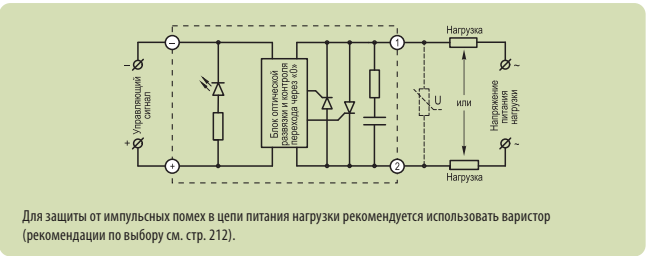 Нагрузка
– 1
– ~
Управляющий
сигнал
Блок оптической
развязки и контроля
перехода через «0»
U
или
Напряжение
питания
нагрузки
+ ~
+ 2
Нагрузка
Для защиты от импульсных помех в цепи питания нагрузки рекомендуется использовать варистор
(рекомендации по выбору см. стр. 212).